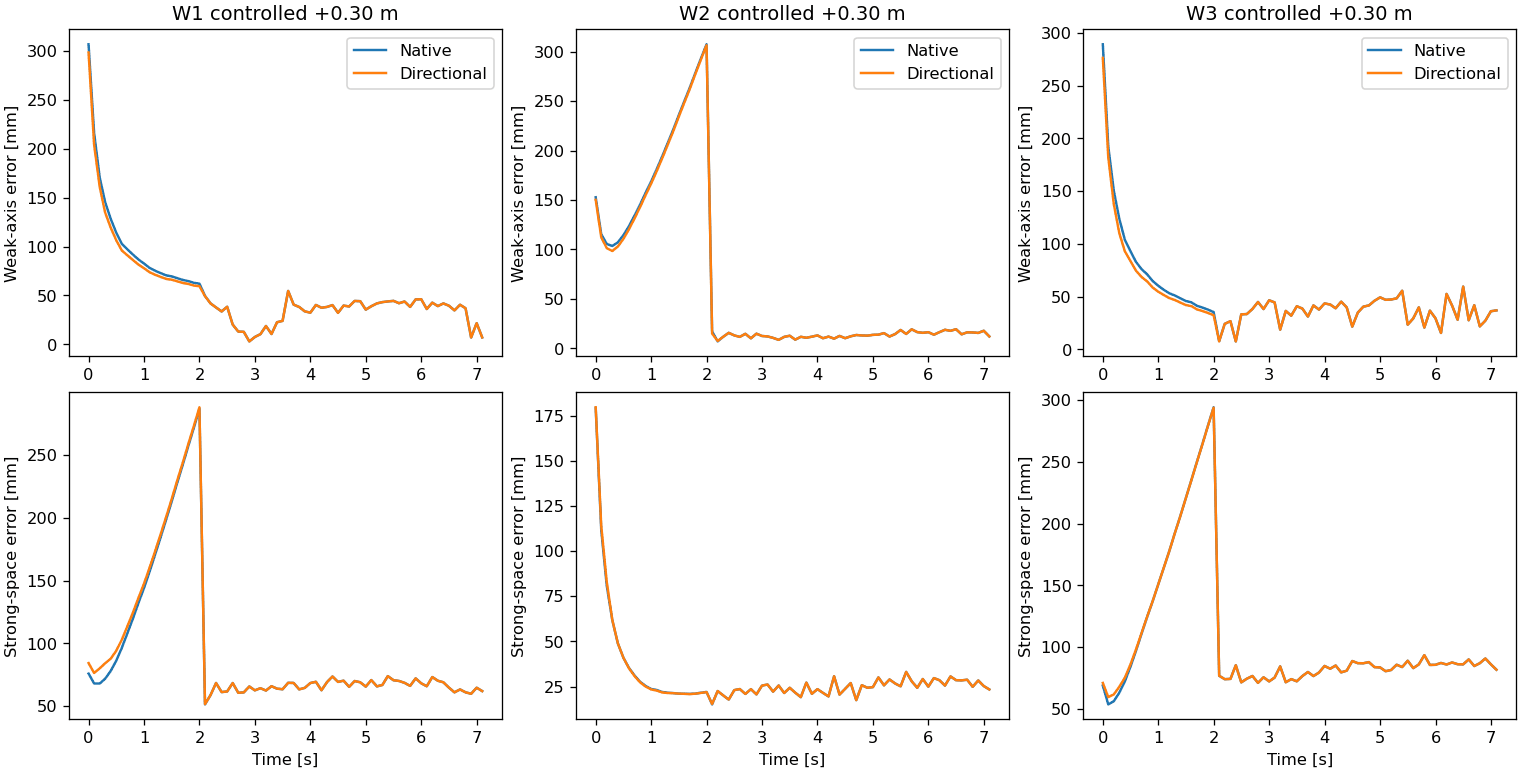 W1 controlled +0.30 m
Weak-axis error [mm]
300
250
200
150
100
50
0
0 1 2 3 4 5 6 7
Native
Directional
W2 controlled +0.30 m
Weak-axis error [mm]
300
250
200
150
100
50
0
0 1 2 3 4 5 6 7
Native
Directional
W3 controlled +0.30 m
Weak-axis error [mm]
300
250
200
150
100
50
0
0 1 2 3 4 5 6 7
Native
Directional
Strong-space error [mm]
250
200
150
100
50
0 1 2 3 4 5 6 7
Time [s]
Strong-space error [mm]
175
150
125
100
75
50
25
0 1 2 3 4 5 6 7
Time [s]
Strong-space error [mm]
300
250
200
150
100
50
0 1 2 3 4 5 6 7
Time [s]